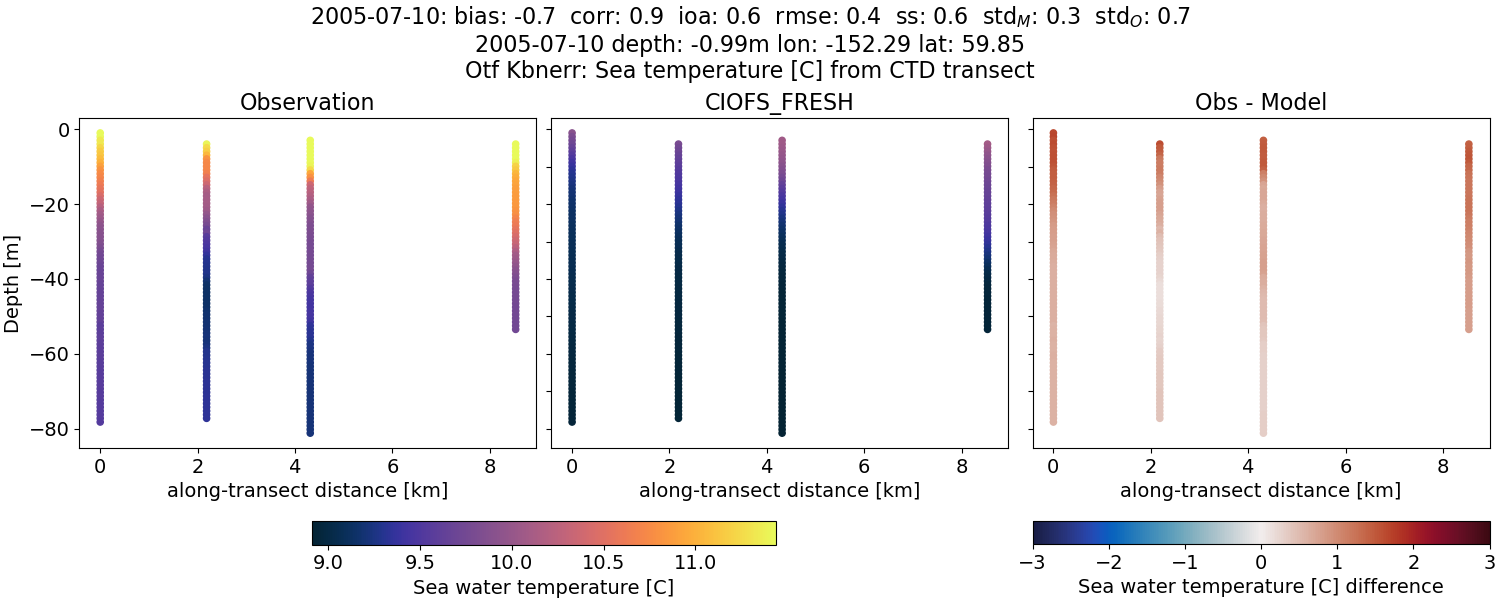 2005-07-10: bias: -0.7 corr: 0.9 ioa: 0.6 rmse: 0.4 ss: 0.6 std_M: 0.3 std_O: 0.7
2005-07-10 depth: -0.99m lon: -152.29 lat: 59.85
Otf Kbnerr: Sea temperature [C] from CTD transect
Observation
CIOFS_FRESH
Obs - Model
Depth [m]
0
−20
−40
−60
−80
0 2 4 6 8
0 2 4 6 8
0 2 4 6 8
along-transect distance [km]
along-transect distance [km]
along-transect distance [km]
9.0 9.5 10.0 10.5 11.0
Sea water temperature [C]
−3 −2 −1 0 1 2 3
Sea water temperature [C] difference